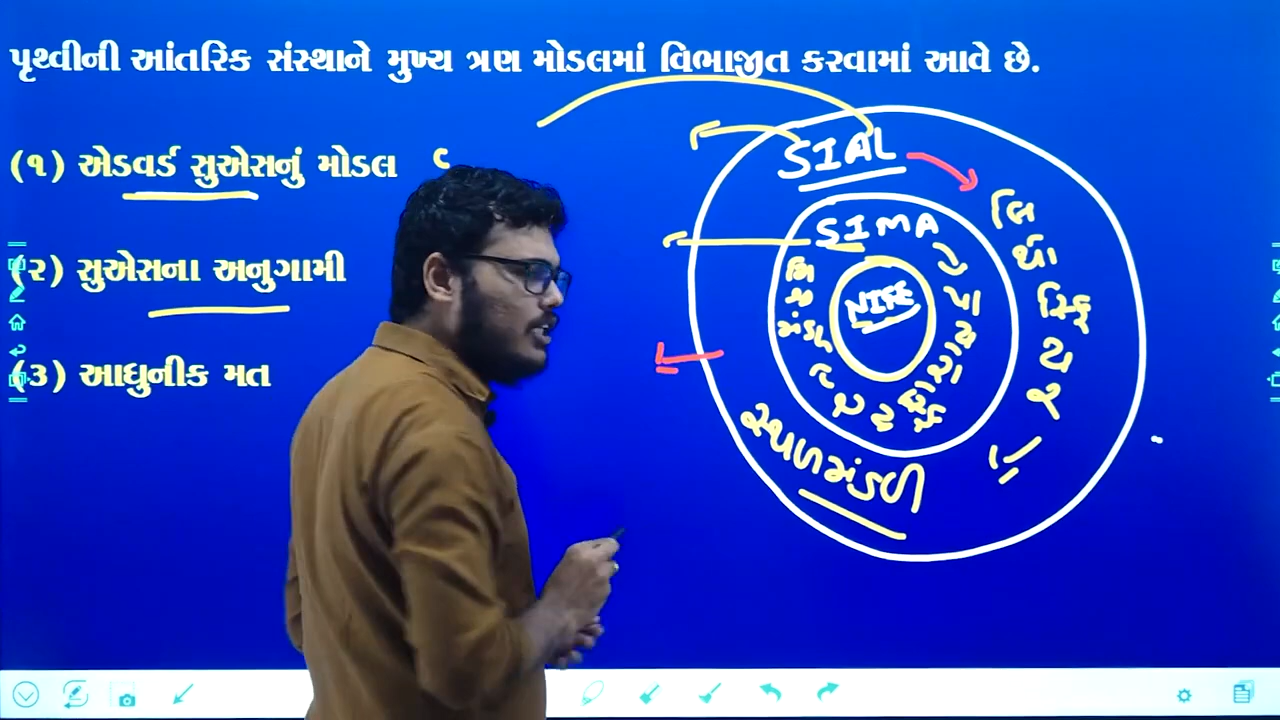 પૃથ્વીની આંતરિક સંસ્થાને મુખ્ય ત્રણ મોડલમાં વિભાજીત કરવામાં આવે છે.
(૧) એડવર્ડ સુએસનું મોડલ
(૨) સુએસના અનુગામી
(૩) આધુનીક મત
SIAL
SIMA
NIFE
સ્થળમંડળ